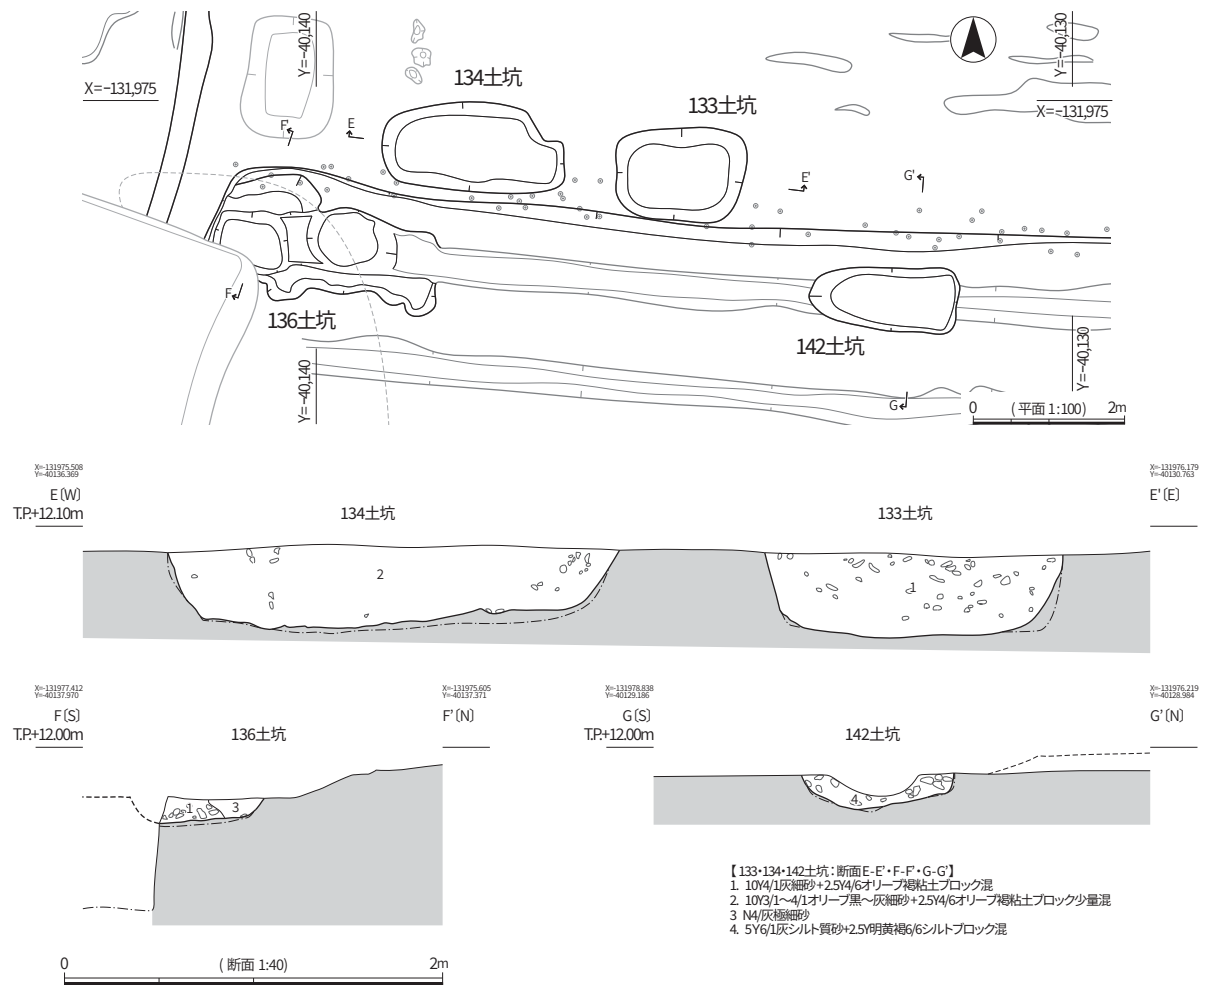 Y=-40,140
Y=-40,130
134土坑
133土坑
X=-131,975
X=-131,975
F'
E
E'
G'
F
136土坑
142土坑
Y=-40,140
Y=-40,130
G
0 (平面 1:100) 2m
X=-131975.508
Y=-40136.369
E〔W〕
T.P.+12.10m
134土坑
133土坑
X=-131976.179
Y=-40130.763
E'〔E〕
2
1
X=-131977.412
Y=-40137.970
F〔S〕
T.P.+12.00m
136土坑
X=-131975.605
Y=-40137.371
F'〔N〕
1
3
X=-131978.838
Y=-40129.186
G〔S〕
T.P.+12.00m
142土坑
X=-131976.219
Y=-40128.984
G'〔N〕
4
【133・134・142土坑：断面E-E'・F-F'・G-G'】
1. 10Y4/1灰細砂+2.5Y4/6オリーブ褐粘土ブロック混
2. 10Y3/1～4/1オリーブ黒～灰細砂+2.5Y4/6オリーブ褐粘土ブロック少量混
3 N4/灰極細砂
4. 5Y6/1灰シルト質砂+2.5Y明黄褐6/6シルトブロック混
0 (断面 1:40) 2m